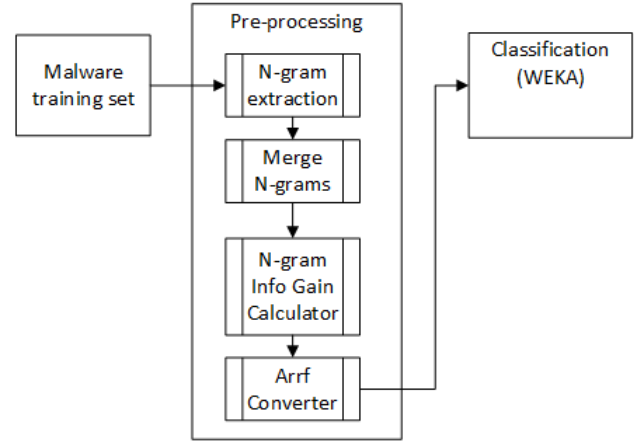 Pre-processing
Malware
training set
N-gram
extraction
Merge
N-grams
N-gram
Info Gain
Calculator
Arrf
Converter
Classification
(WEKA)